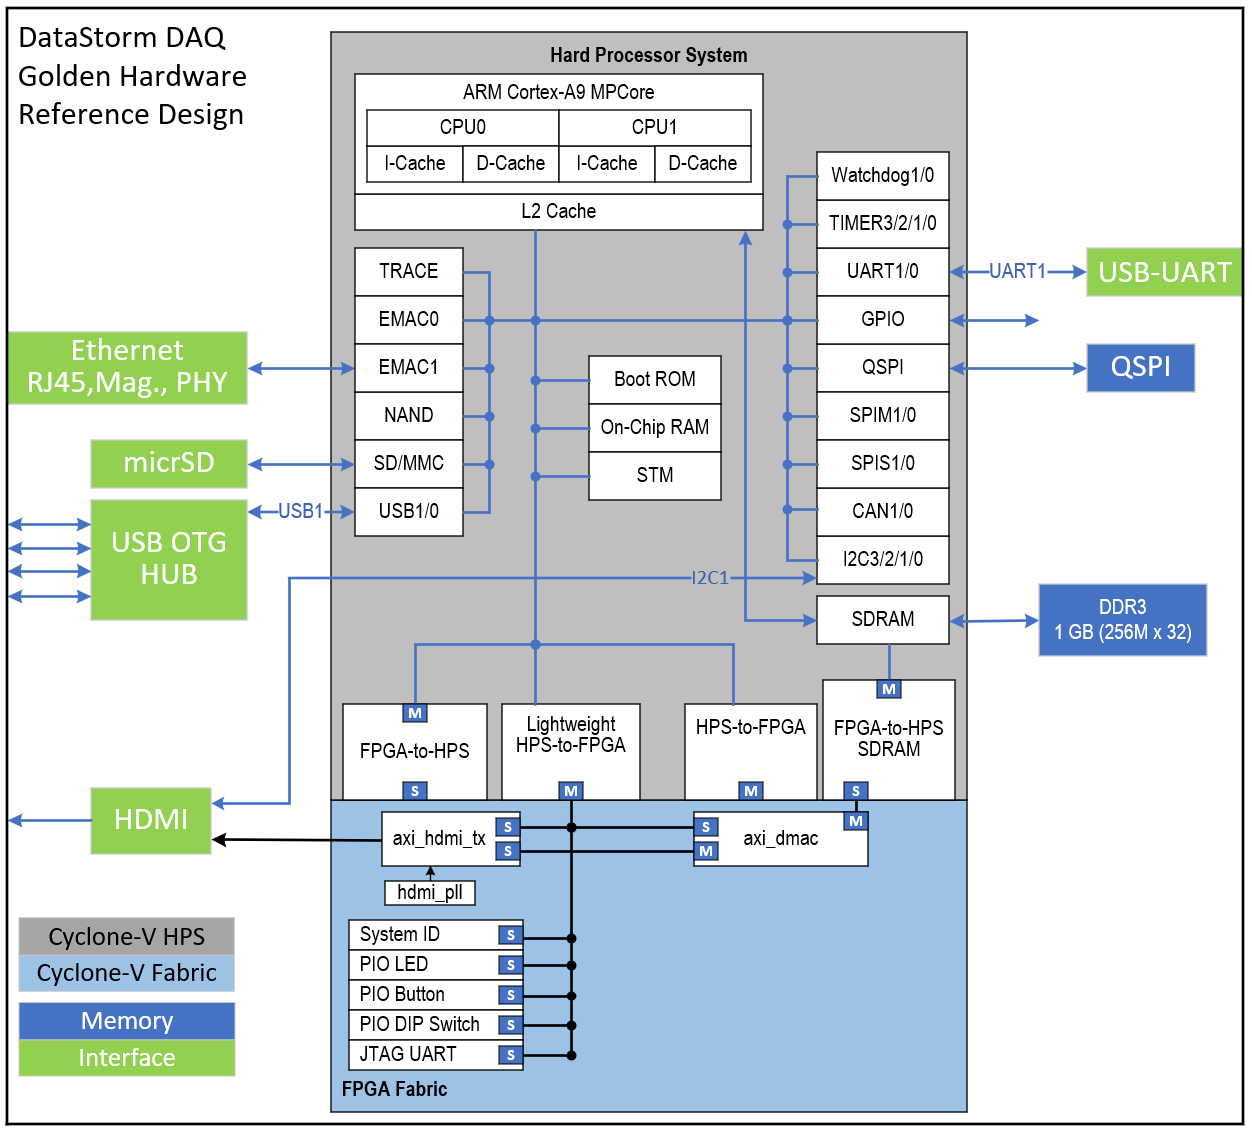 DataStorm DAQ
Golden Hardware
Reference Design
Hard Processor System
ARM Cortex-A9 MPCore
CPU0
CPU1
I-Cache
D-Cache
I-Cache
D-Cache
L2 Cache
TRACE
EMAC0
EMAC1
NAND
SD/MMC
USB1/0
Boot ROM
On-Chip RAM
STM
Watchdog1/0
TIMER3/2/1/0
UART1/0
GPIO
QSPI
SPIM1/0
SPIS1/0
CAN1/0
I2C3/2/1/0
SDRAM
UART1
USB-UART
QSPI
DDR3
1 GB (256M x 32)
Ethernet
RJ45,Mag., PHY
micrSD
USB OTG
HUB
USB1
I2C1
HDMI
M
FPGA-to-HPS
S
Lightweight
HPS-to-FPGA
M
HPS-to-FPGA
M
M
FPGA-to-HPS
SDRAM
S
axi_hdmi_tx
S
S
hdmi_pll
S
M
axi_dmac
M
System ID
S
PIO LED
S
PIO Button
S
PIO DIP Switch
S
JTAG UART
S
FPGA Fabric
Cyclone-V HPS
Cyclone-V Fabric
Memory
Interface